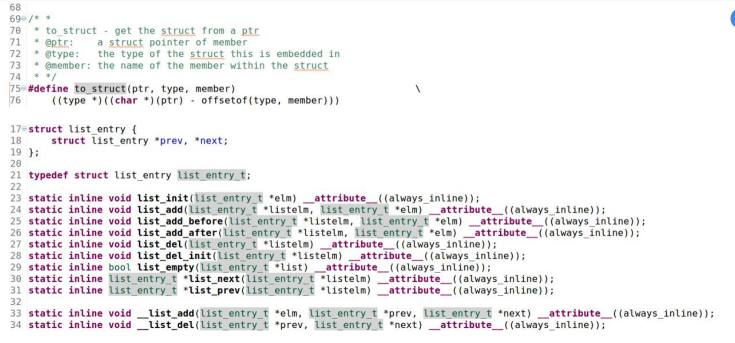 68
69 /* *
70  * to_struct - get the struct from a ptr
71  * @ptr:    a struct pointer of member
72  * @type:   the type of the struct this is embedded in
73  * @member: the name of the member within the struct
74  * */
75 #define to_struct(ptr, type, member)                               \
76     ((type *)((char *)(ptr) - offsetof(type, member)))
17 struct list_entry {
18     struct list_entry *prev, *next;
19 };
20
21 typedef struct list_entry list_entry_t;
22
23 static inline void list_init(list_entry_t *elm) __attribute__((always_inline));
24 static inline void list_add(list_entry_t *listelm, list_entry_t *elm) __attribute__((always_inline));
25 static inline void list_add_before(list_entry_t *listelm, list_entry_t *elm) __attribute__((always_inline));
26 static inline void list_add_after(list_entry_t *listelm, list_entry_t *elm) __attribute__((always_inline));
27 static inline void list_del(list_entry_t *listelm) __attribute__((always_inline));
28 static inline void list_del_init(list_entry_t *listelm) __attribute__((always_inline));
29 static inline bool list_empty(list_entry_t *list) __attribute__((always_inline));
30 static inline list_entry_t *list_next(list_entry_t *listelm) __attribute__((always_inline));
31 static inline list_entry_t *list_prev(list_entry_t *listelm) __attribute__((always_inline));
32
33 static inline void __list_add(list_entry_t *elm, list_entry_t *prev, list_entry_t *next) __attribute__((always_inline));
34 static inline void __list_del(list_entry_t *prev, list_entry_t *next) __attribute__((always_inline));